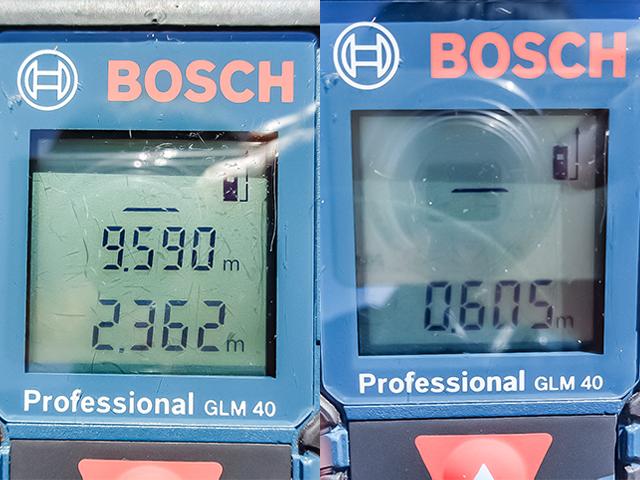 BOSCH
9.590 m
2.362 m
Professional GLM 40
BOSCH
0.605 m
Professional GLM 40